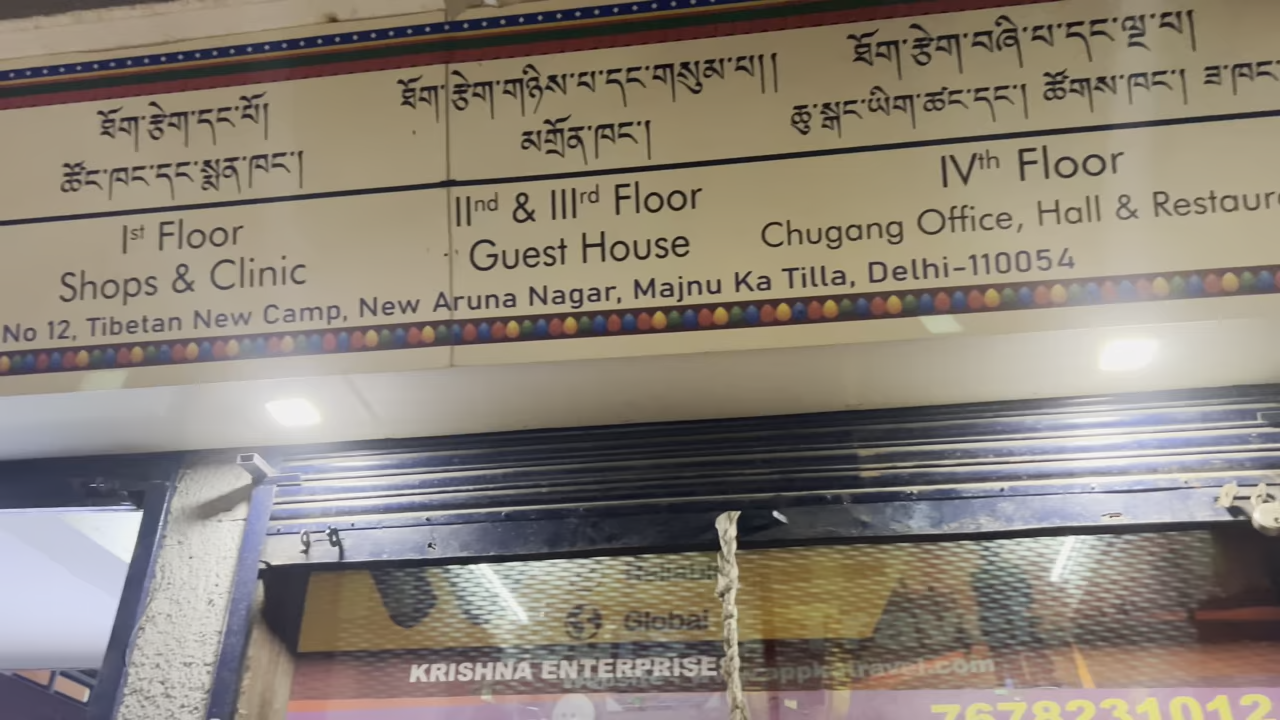 ཐོག་རྩེག་དང་པོ།
ཚོང་ཁང་དང་སྨན་ཁང་།
ཐོག་རྩེག་གཉིས་པ་དང་གསུམ་པ།།
མགྲོན་ཁང་།
ཐོག་རྩེག་བཞི་པ་དང་ལྔ་པ།
ཆུ་སྒང་ཡིག་ཚང་དང་། ཚོགས་ཁང་། ཟ་ཁང་
Ist Floor
Shops & Clinic
IInd & IIIrd Floor
Guest House
IVth Floor
Chugang Office, Hall &
No 12, Tibetan New Camp, New Aruna Nagar, Majnu Ka Tilla, Delhi-110054
Global
KRISHNA ENTERPRISE
7678231012